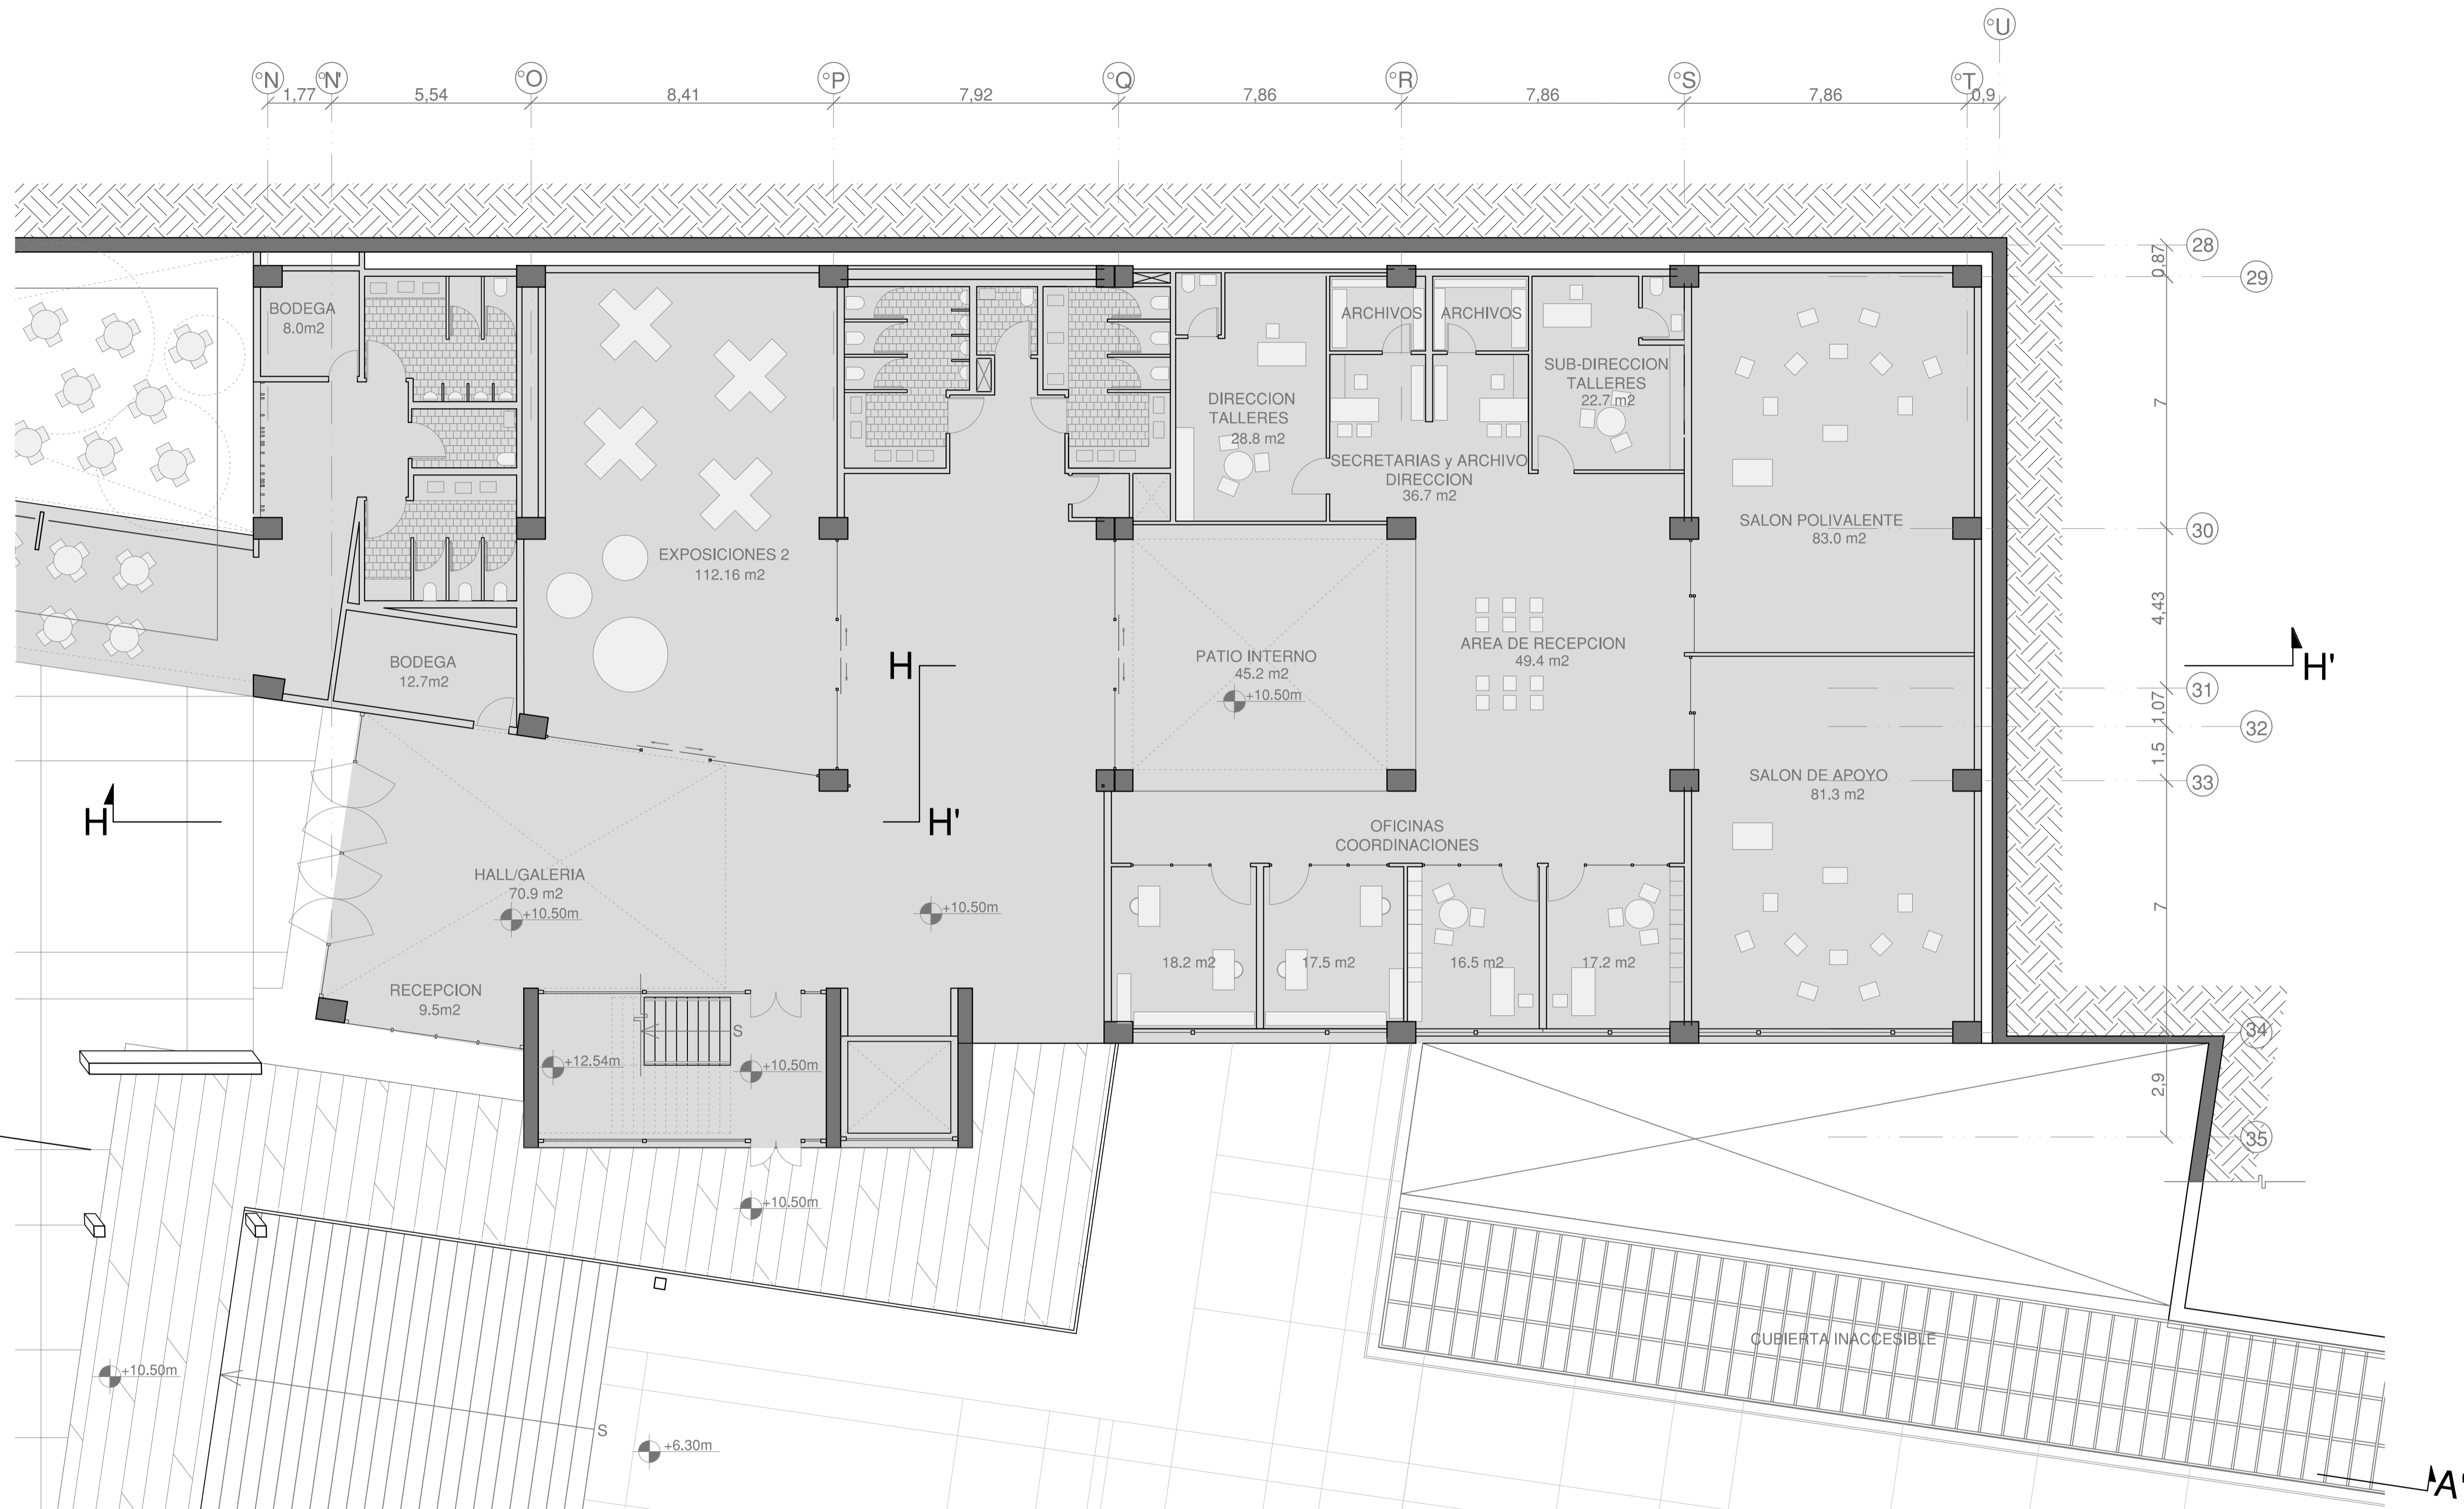 °U
°N °N' °O °P °Q °R °S °T
1,77 5,54 8,41 7,92 7,86 7,86 7,86 0,9
28
0,87
29
BODEGA
8.0m2
ARCHIVOS
ARCHIVOS
SUB-DIRECCION
TALLERES
22.7 m2
DIRECCION
TALLERES
28.8 m2
7
SECRETARIAS y ARCHIVO
DIRECCION
36.7 m2
SALON POLIVALENTE
83.0 m2
30
EXPOSICIONES 2
112.16 m2
4,43
AREA DE RECEPCION
49.4 m2
PATIO INTERNO
45.2 m2
+10.50m
BODEGA
12.7m2
H
H'
31
1,07
32
1,5
SALON DE APOYO
81.3 m2
33
H
H'
OFICINAS
COORDINACIONES
HALL/GALERIA
70.9 m2
+10.50m
+10.50m
7
18.2 m2
17.5 m2
16.5 m2
17.2 m2
RECEPCION
9.5m2
S
34
+12.54m
+10.50m
2,9
35
+10.50m
CUBIERTA INACCESIBLE
+10.50m
S
+6.30m
A'